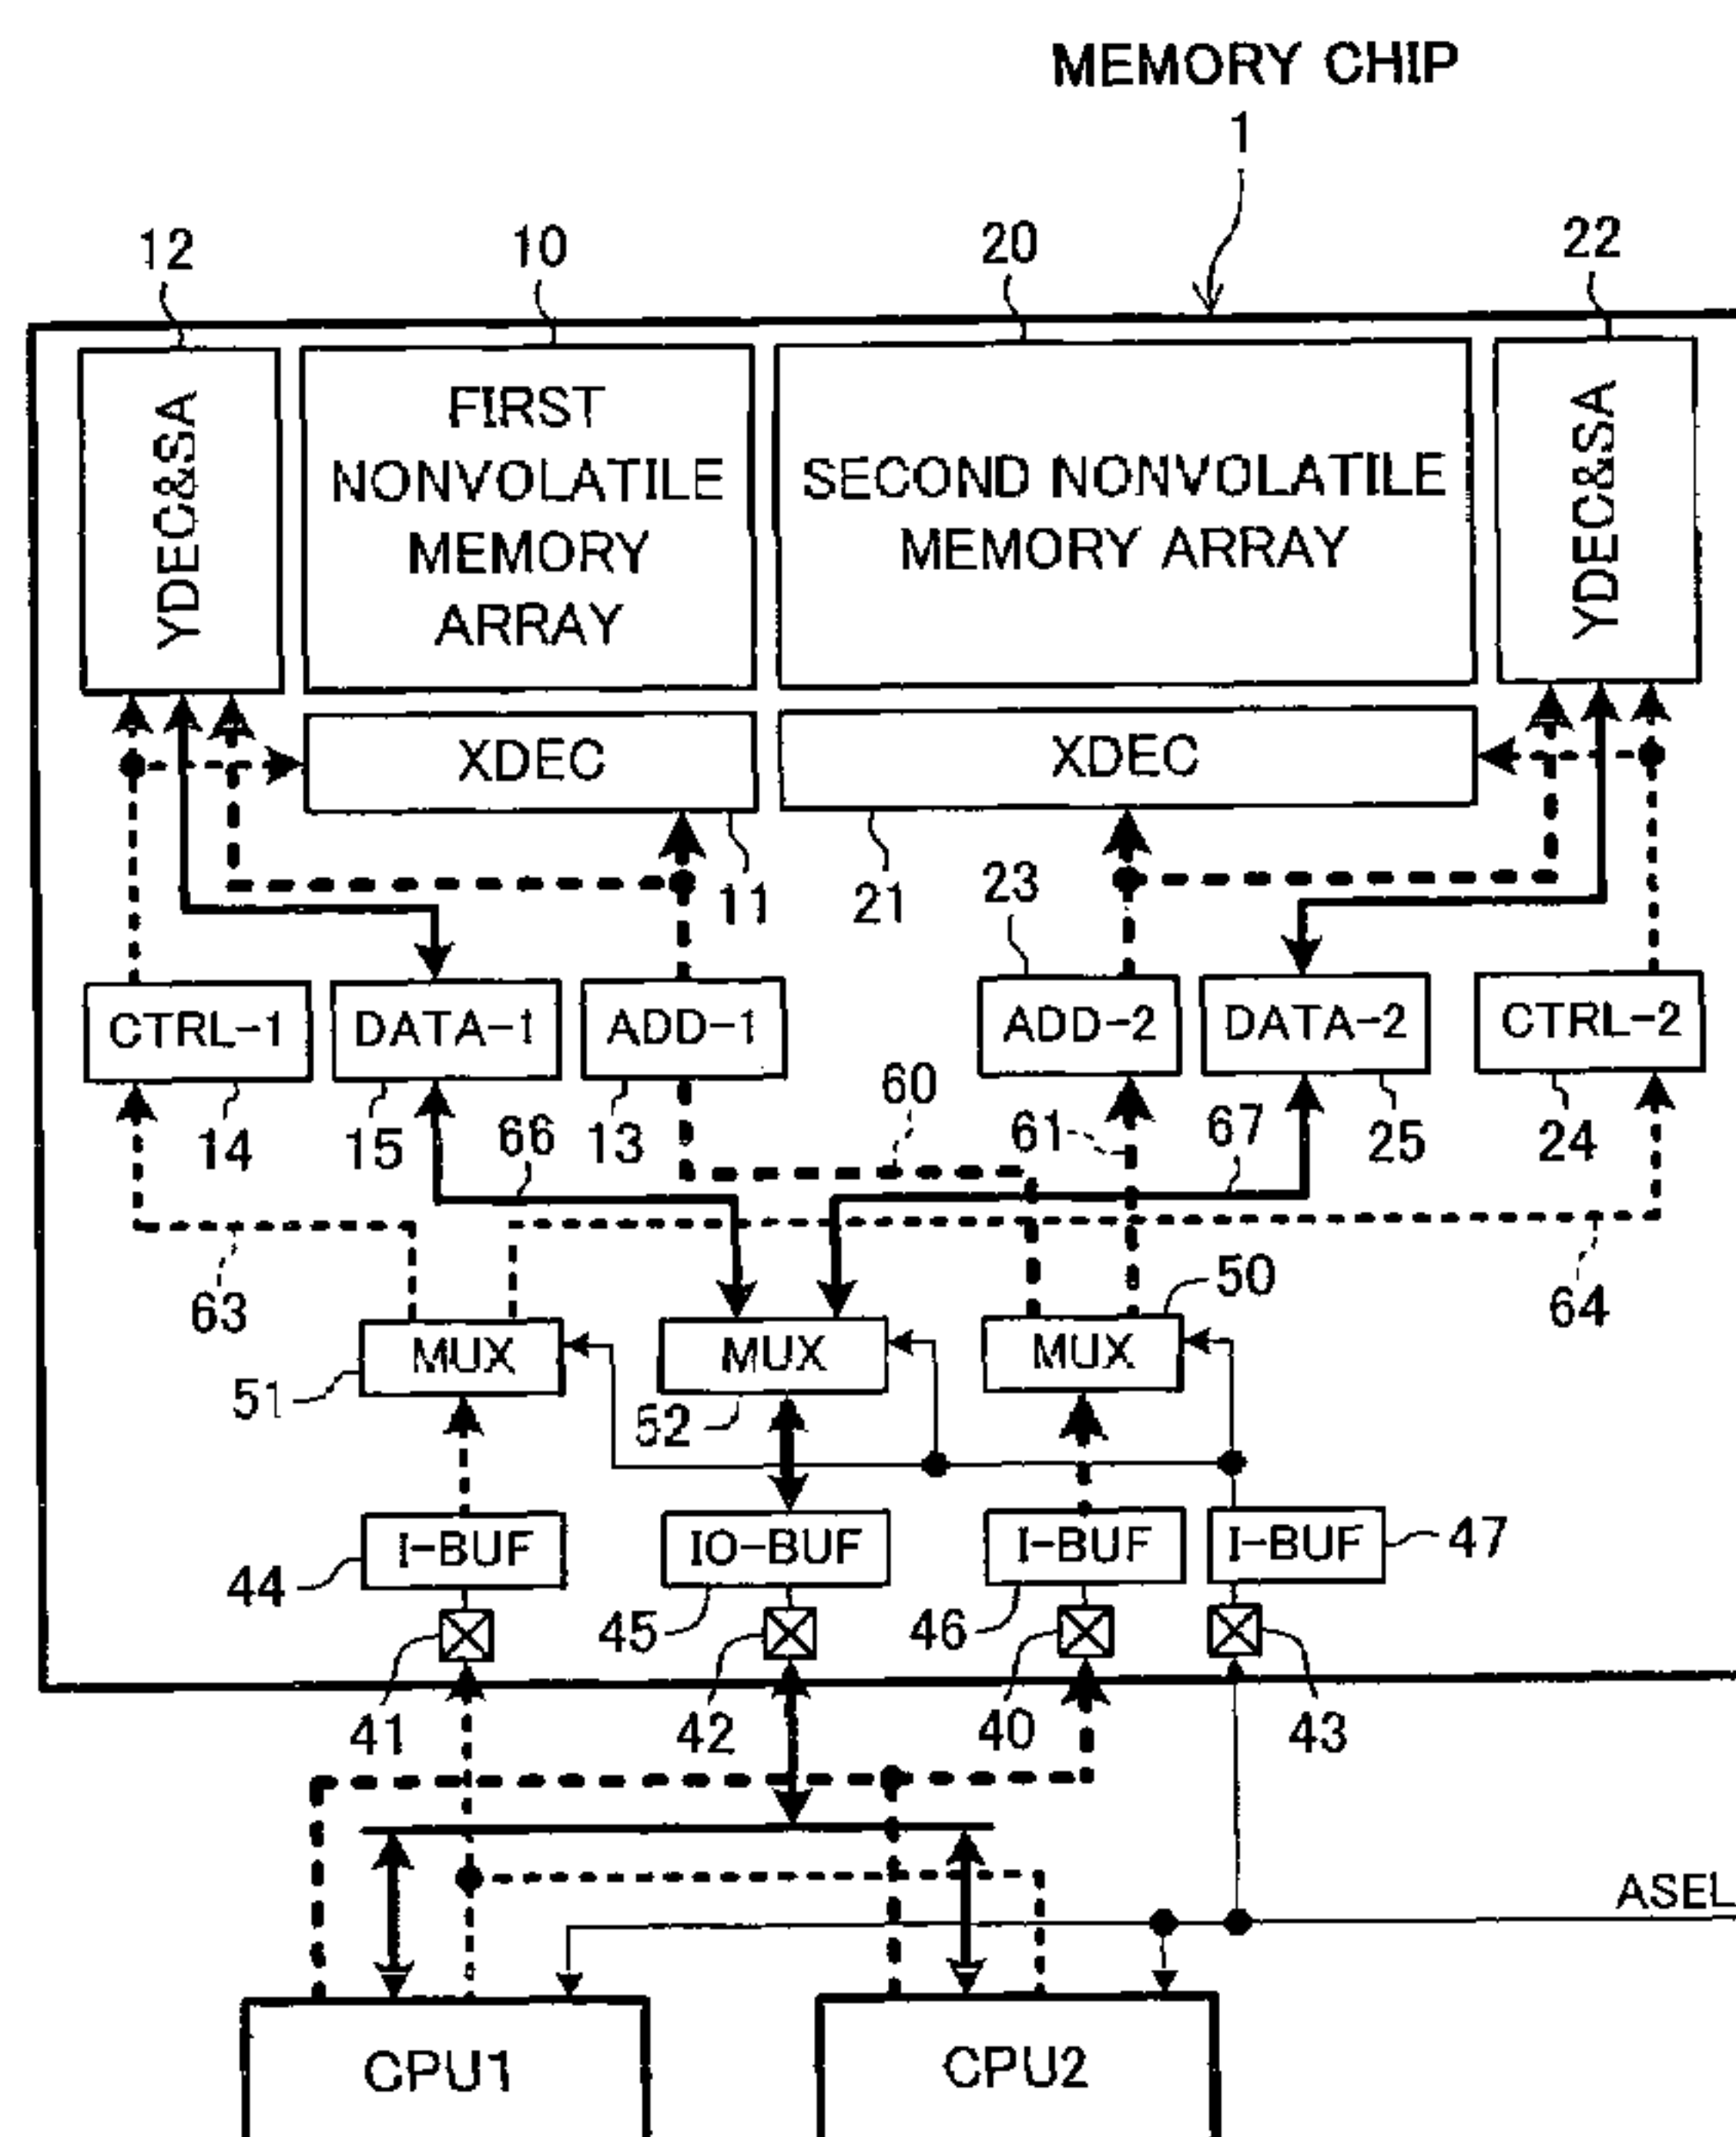 MEMORY CHIP
1
12
10
20
22
YDEC&SA
FIRST
NONVOLATILE
MEMORY
ARRAY
SECOND NONVOLATILE
MEMORY ARRAY
YDEC&SA
XDEC
XDEC
11
21
23
CTRL-1
DATA-1
ADD-1
ADD-2
DATA-2
CTRL-2
14
15
66
13
60
61
67
25
24
63
50
64
MUX
MUX
MUX
51
52
I-BUF
IO-BUF
I-BUF
I-BUF
47
44
45
46
41
42
40
43
ASEL
CPU1
CPU2